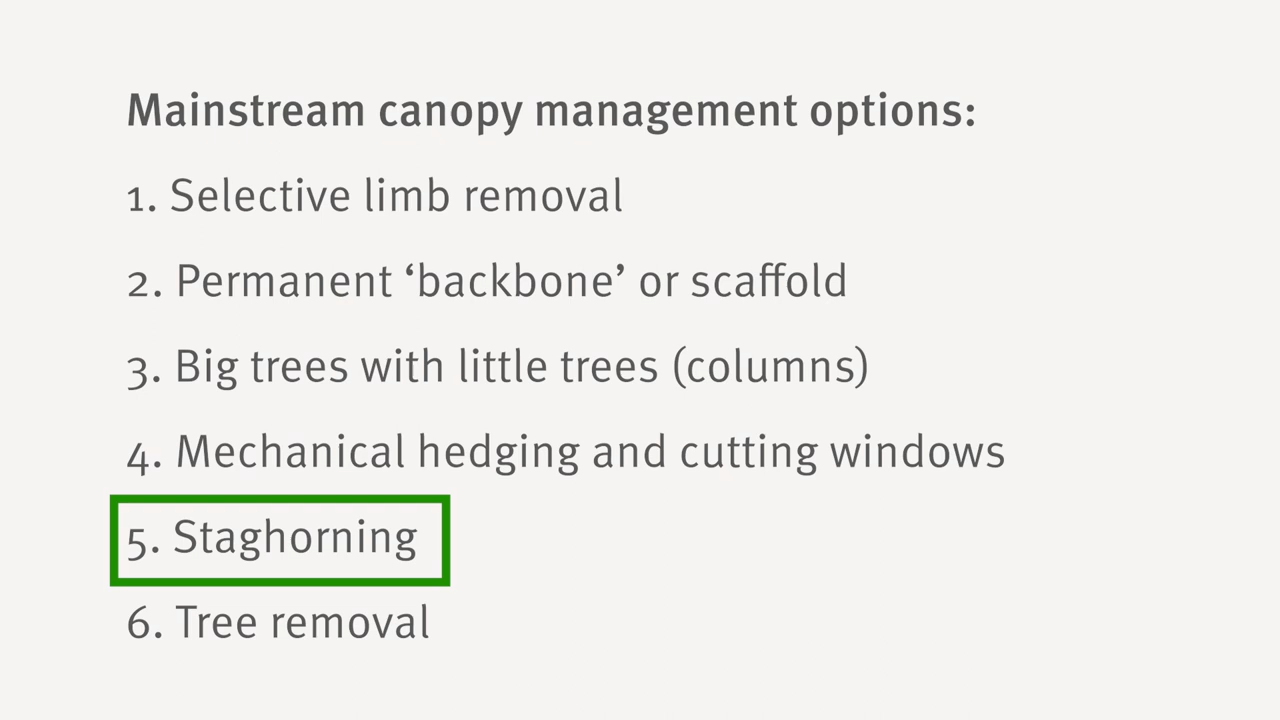 Mainstream canopy management options:
1. Selective limb removal
2. Permanent ‘backbone’ or scaffold
3. Big trees with little trees (columns)
4. Mechanical hedging and cutting windows
5. Staghorning
6. Tree removal